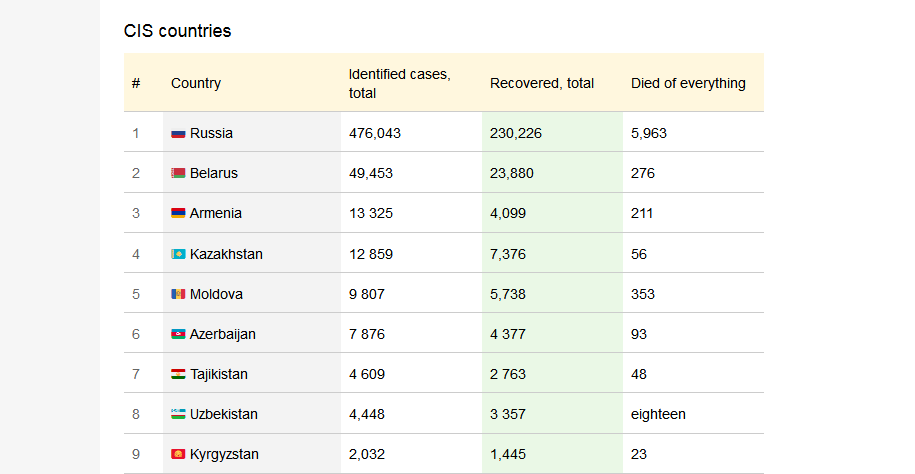 CIS countries
# Country Identified cases, total Recovered, total Died of everything
1 Russia 476,043 230,226 5,963
2 Belarus 49,453 23,880 276
3 Armenia 13 325 4,099 211
4 Kazakhstan 12 859 7,376 56
5 Moldova 9 807 5,738 353
6 Azerbaijan 7 876 4 377 93
7 Tajikistan 4 609 2 763 48
8 Uzbekistan 4,448 3 357 eighteen
9 Kyrgyzstan 2,032 1,445 23